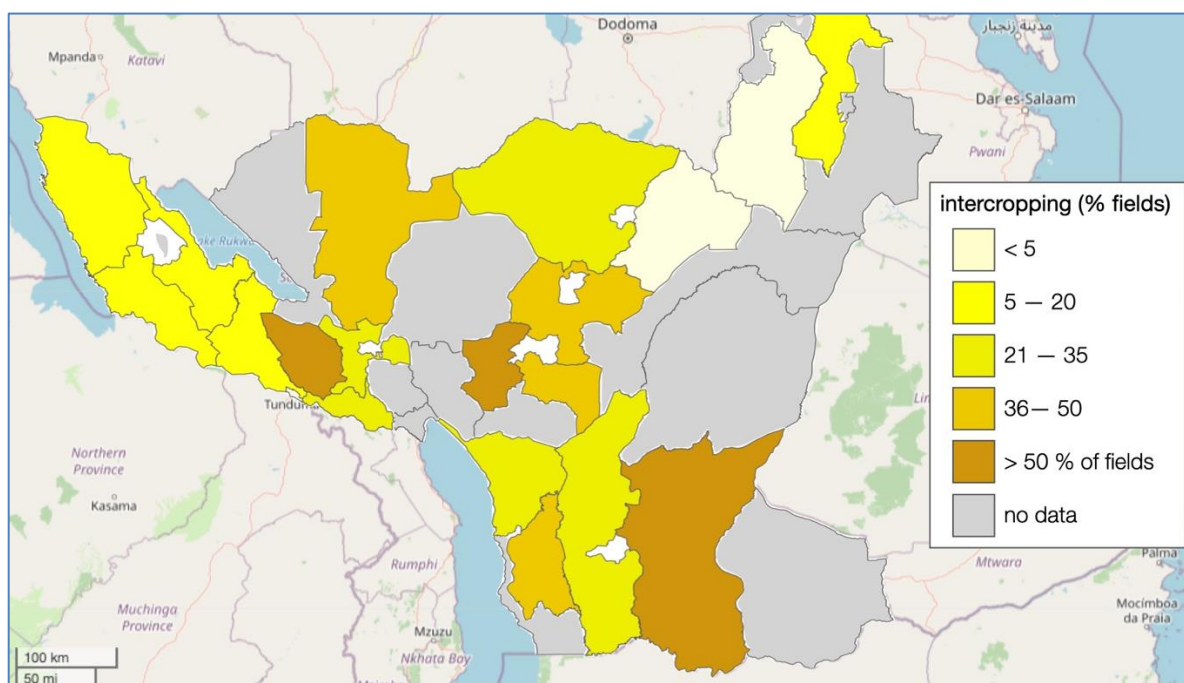 Dodoma
مدينة زنجبار
Mpanda
Katavi
Dar es-Salaam
Pwani
intercropping (% fields)
< 5
5 — 20
21 — 35
36— 50
> 50 % of fields
no data
Tunduma
Northern
Province
Kasama
Rumphi
Muchinga
Province
Mzuzu
Nkhata Bay
Mtwara
Palma
Mocímboa
da Praia
100 km
50 mi